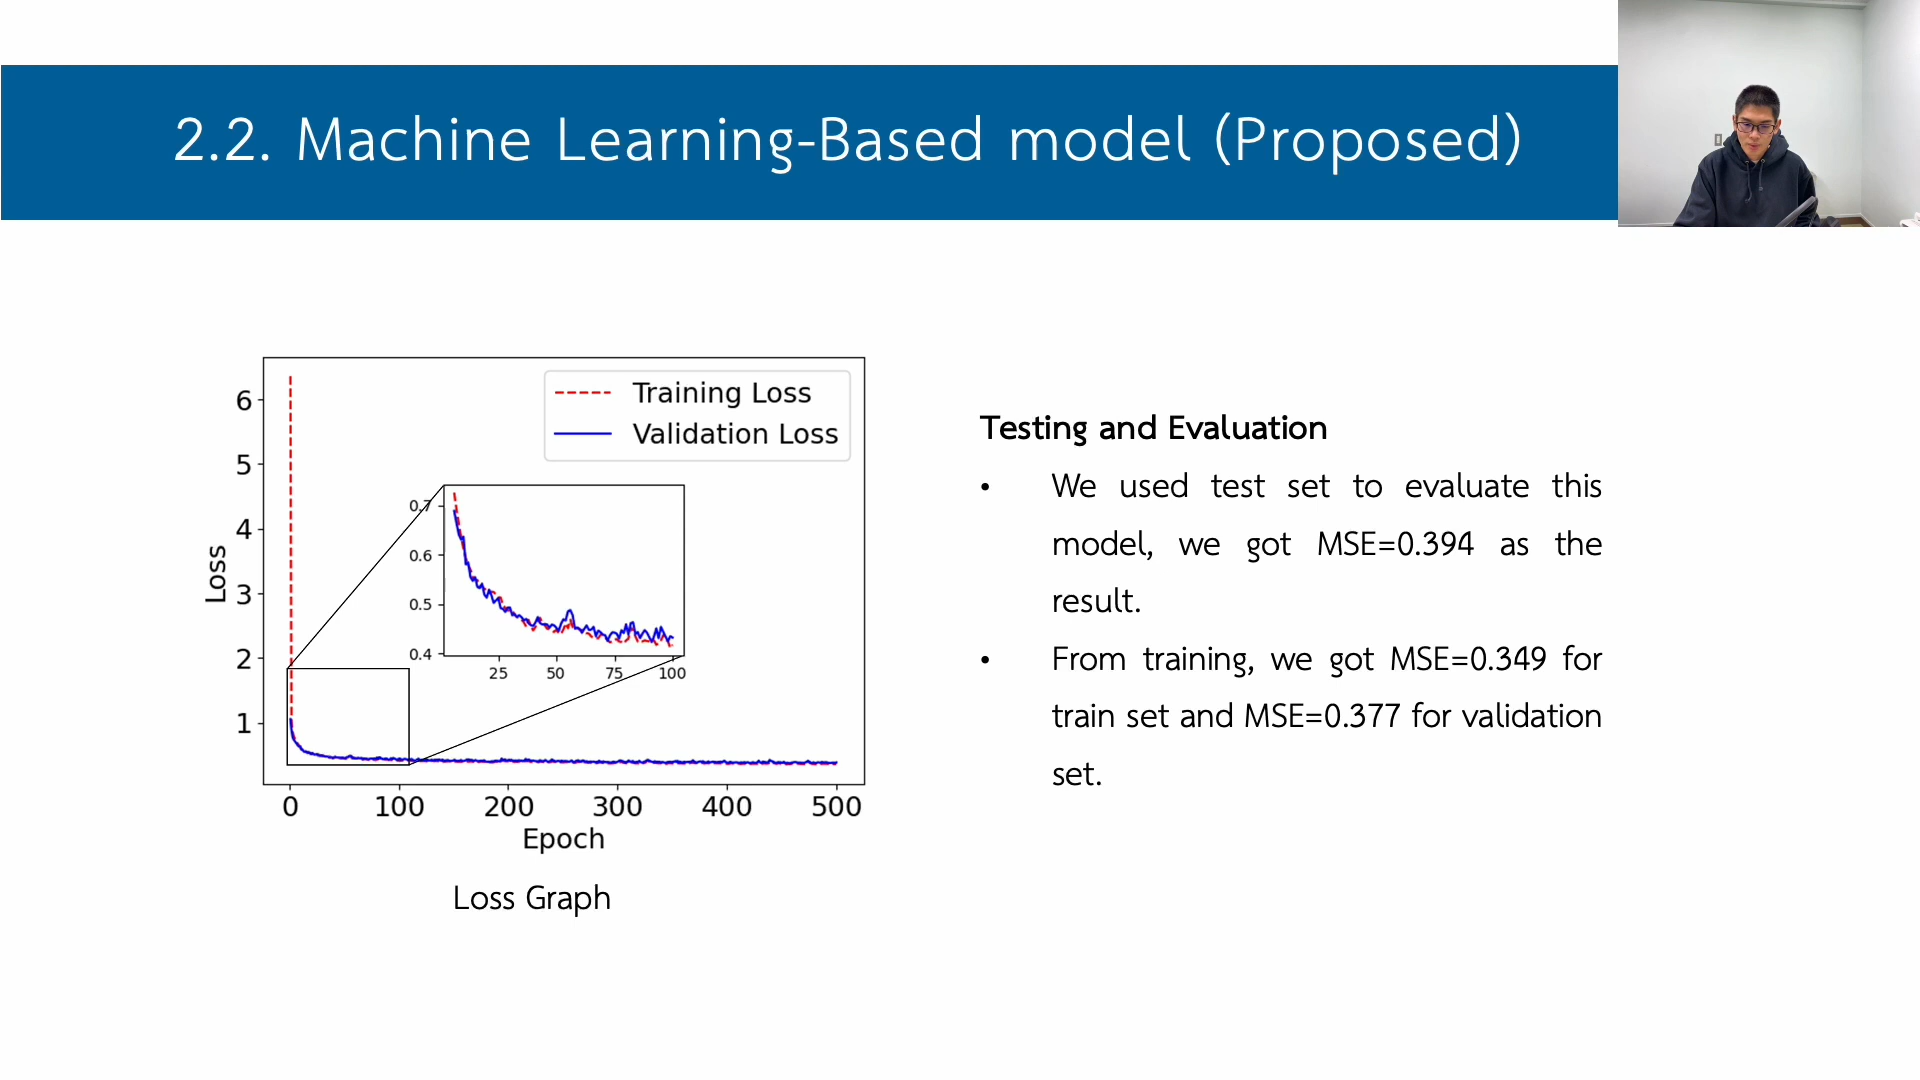 2.2. Machine Learning-Based model (Proposed)
6
5
4
3
2
1
Loss
Training Loss
Validation Loss
0.7
0.6
0.5
0.4
25 50 75 100
0 100 200 300 400 500
Epoch
Loss Graph
Testing and Evaluation
• We used test set to evaluate this
model, we got MSE=0.394 as the
result.
• From training, we got MSE=0.349 for
train set and MSE=0.377 for validation
set.